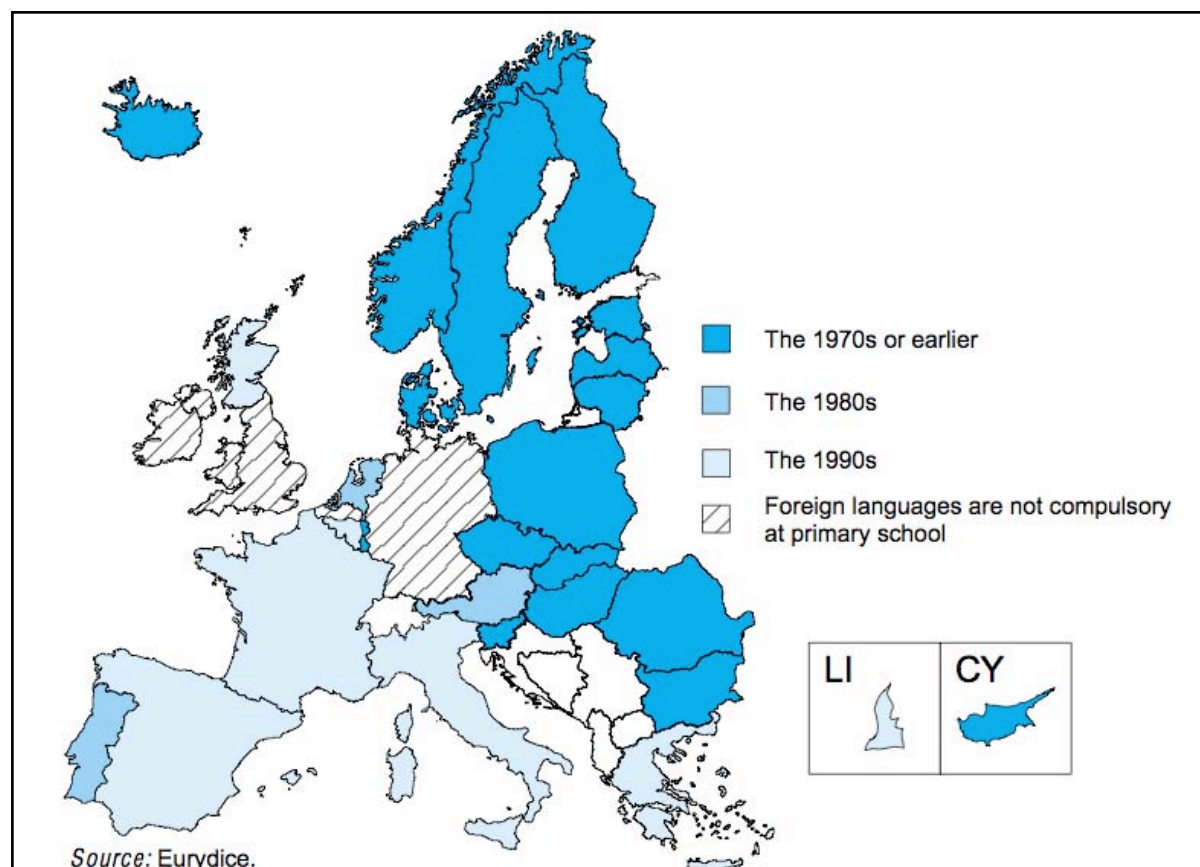 The 1970s or earlier
The 1980s
The 1990s
Foreign languages are not compulsory
at primary school
LI
CY
Source: Eurydice.